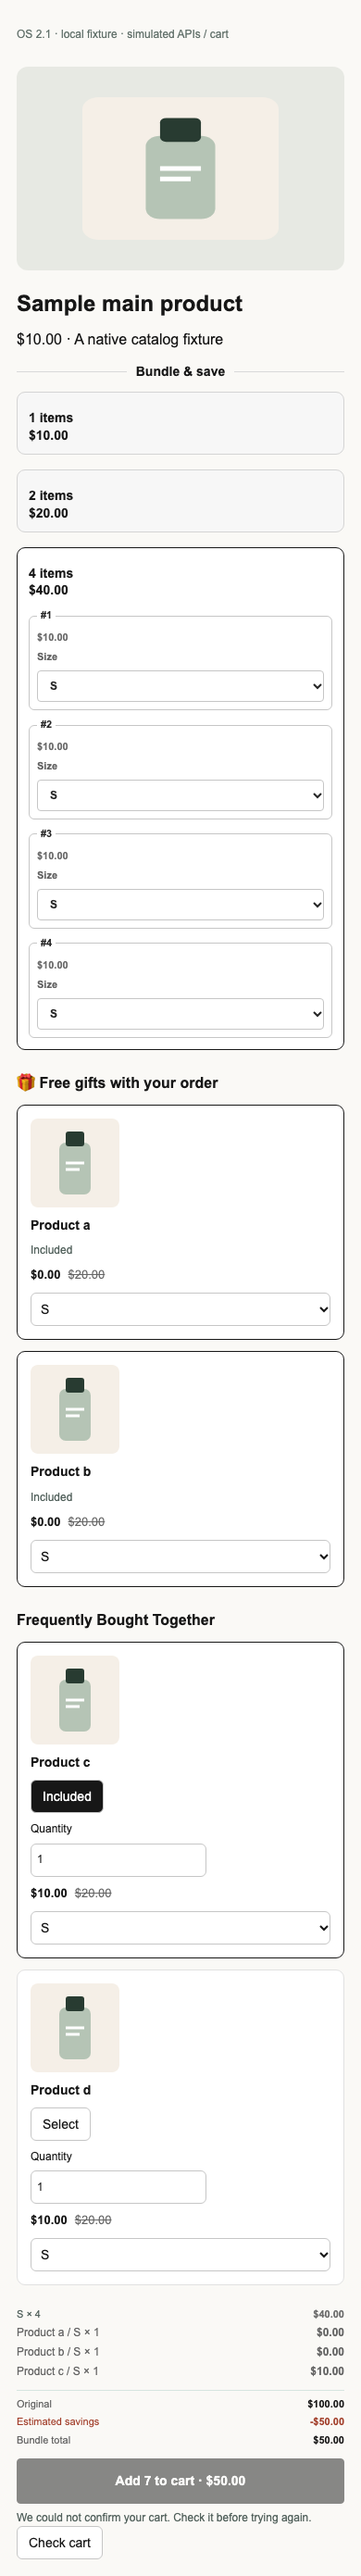 OS 2.1 · local fixture · simulated APIs / cart
Sample main product
$10.00 · A native catalog fixture
Bundle & save
1 items
$10.00
2 items
$20.00
4 items
$40.00
#1
$10.00
Size
S
#2
$10.00
Size
S
#3
$10.00
Size
S
#4
$10.00
Size
S
🎁 Free gifts with your order
Product a
Included
$0.00 $20.00
S
Product b
Included
$0.00 $20.00
S
Frequently Bought Together
Product c
Included
Quantity
1
$10.00 $20.00
S
Product d
Select
Quantity
1
$10.00 $20.00
S
S × 4 $40.00
Product a / S × 1 $0.00
Product b / S × 1 $0.00
Product c / S × 1 $10.00
Original $100.00
Estimated savings -$50.00
Bundle total $50.00
Add 7 to cart · $50.00
We could not confirm your cart. Check it before trying again.
Check cart